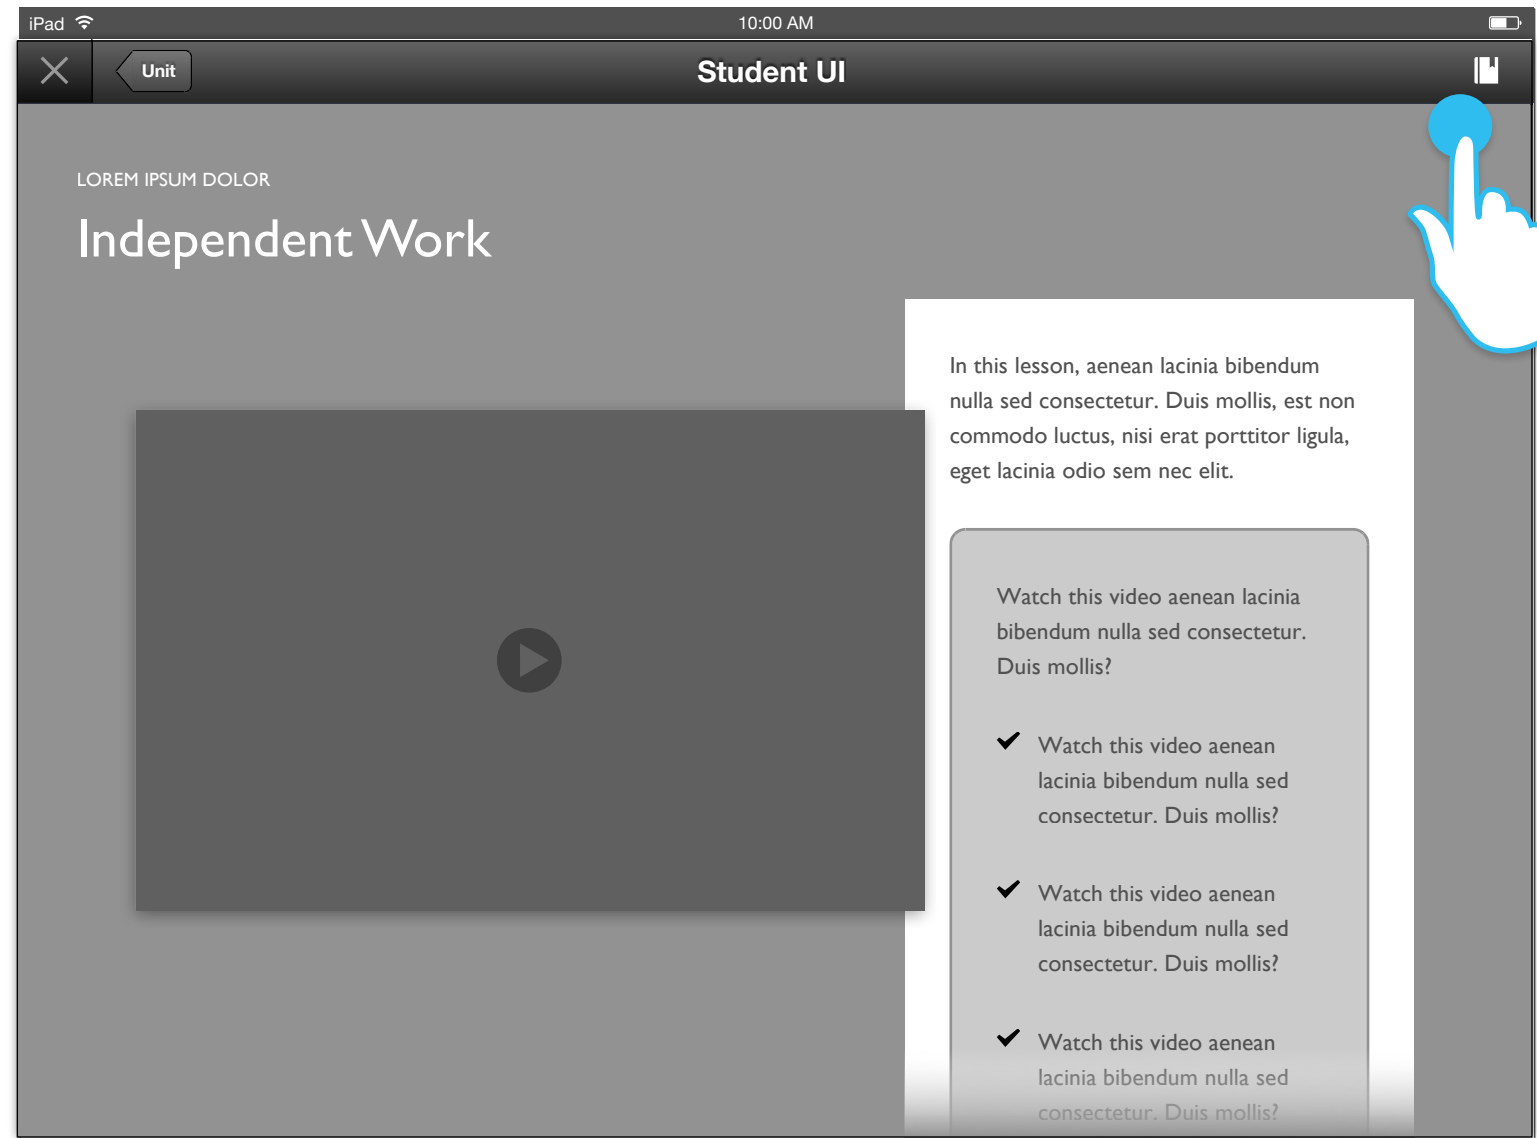 iPad
10:00 AM
Unit
Student UI
LOREM IPSUM DOLOR
Independent Work
In this lesson, aenean lacinia bibendum
nulla sed consectetur. Duis mollis, est non
commodo luctus, nisi erat porttitor ligula,
eget lacinia odio sem nec elit.
Watch this video aenean lacinia
bibendum nulla sed consectetur.
Duis mollis?
Watch this video aenean
lacinia bibendum nulla sed
consectetur. Duis mollis?
Watch this video aenean
lacinia bibendum nulla sed
consectetur. Duis mollis?
Watch this video aenean
lacinia bibendum nulla sed
consectetur. Duis mollis?